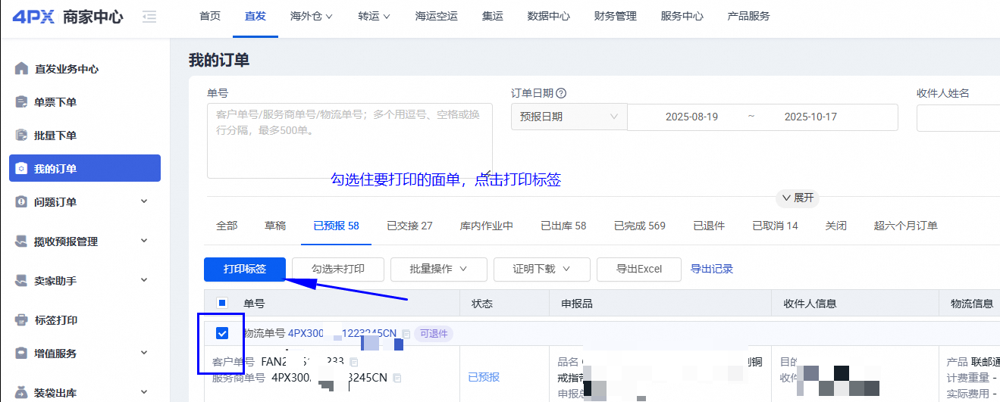 4PX 商家中心
首页 直发 海外仓 转运 海运空运 集运 数据中心 财务管理 服务中心 产品服务
直发业务中心
单票下单
批量下单
我的订单
问题订单
揽收预报管理
卖家助手
标签打印
增值服务
装袋出库
我的订单
单号
客户单号/服务商单号/物流单号；多个用逗号、空格或换
行分隔，最多500单。
订单日期
预报日期 2025-08-19 ~ 2025-10-17
收件人姓名
勾选住要打印的面单，点击打印标签
展开
全部 草稿 已预报 58 已交接 27 库内作业中 已出库 58 已完成 569 已退件 已取消 14 关闭 超六个月订单
打印标签 勾选未打印 批量操作 证明下载 导出Excel 导出记录
单号 状态 申报品 收件人信息 物流信息
物流单号 4PX300 1223245CN 可退件
客户单号 FAN2
服务商单号 4PX300 3245CN
已预报
品名
戒指
申报总
目的
收件
产品 联邮通
计费重量 -
实际费用 -